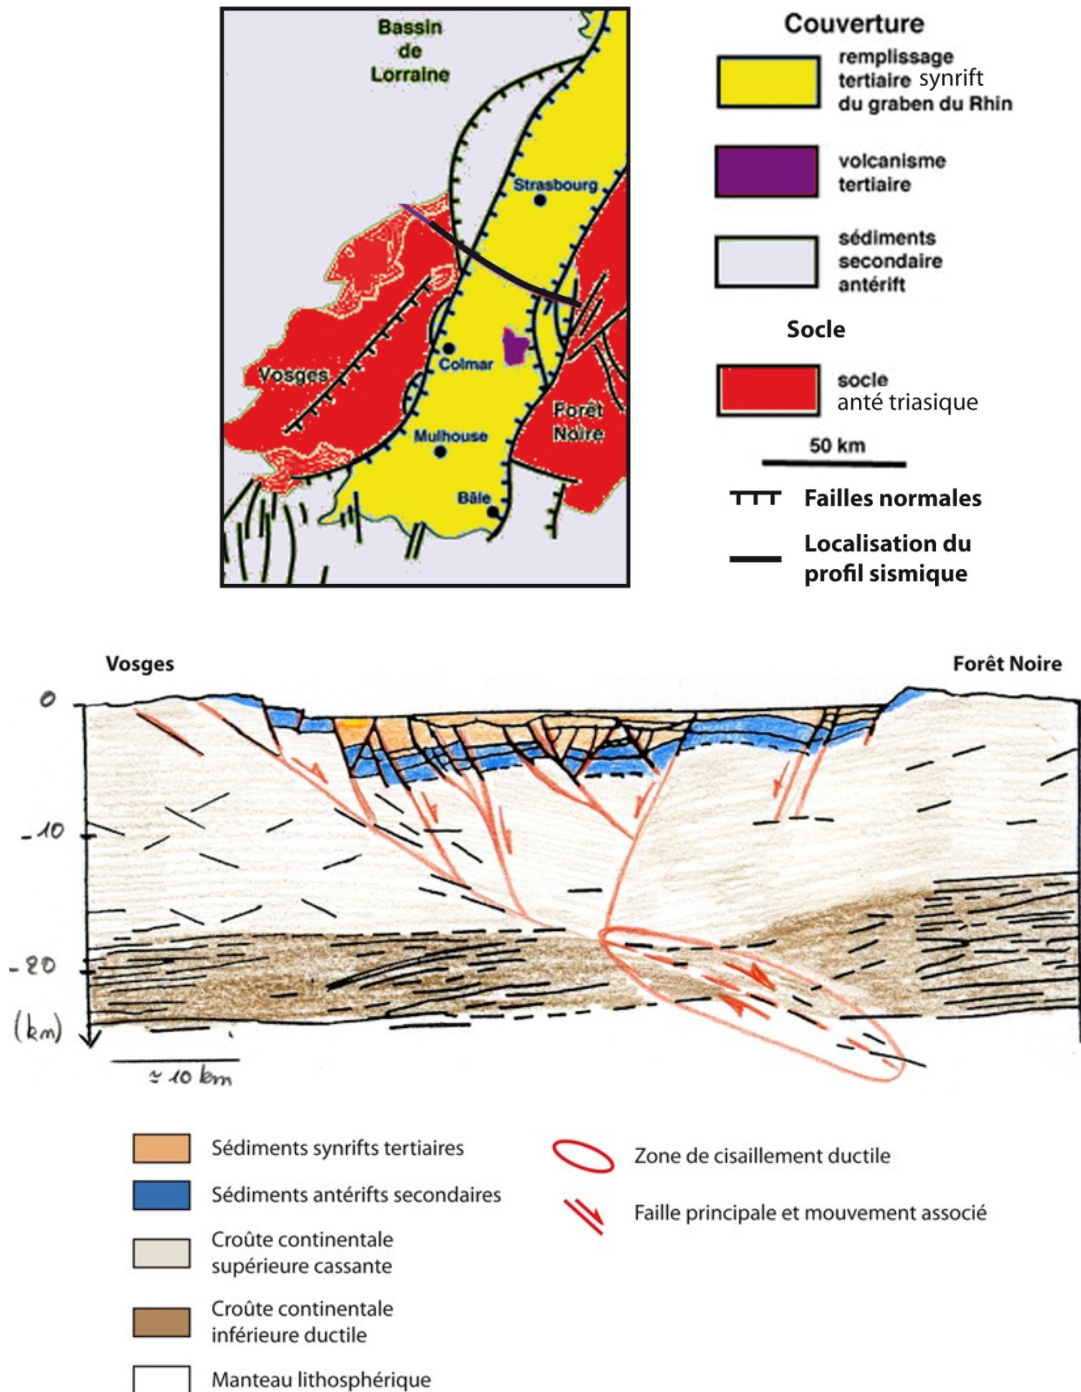 Bassin
de
Lorraine
Strasbourg
Vosges
Colmar
Forêt
Noire
Mulhouse
Bâle
Couverture
remplissage
tertiaire synrift
du graben du Rhin
volcanisme
tertiaire
sédiments
secondaire
antérift
Socle
socle
anté triasique
50 km
Failles normales
Localisation du
profil sismique
Vosges
Forêt Noire
0
-10
-20
(km)
≈ 10 km
Sédiments synrifts tertiaires
Sédiments antérifts secondaires
Croûte continentale
supérieure cassante
Croûte continentale
inférieure ductile
Manteau lithosphérique
Zone de cisaillement ductile
Faille principale et mouvement associé